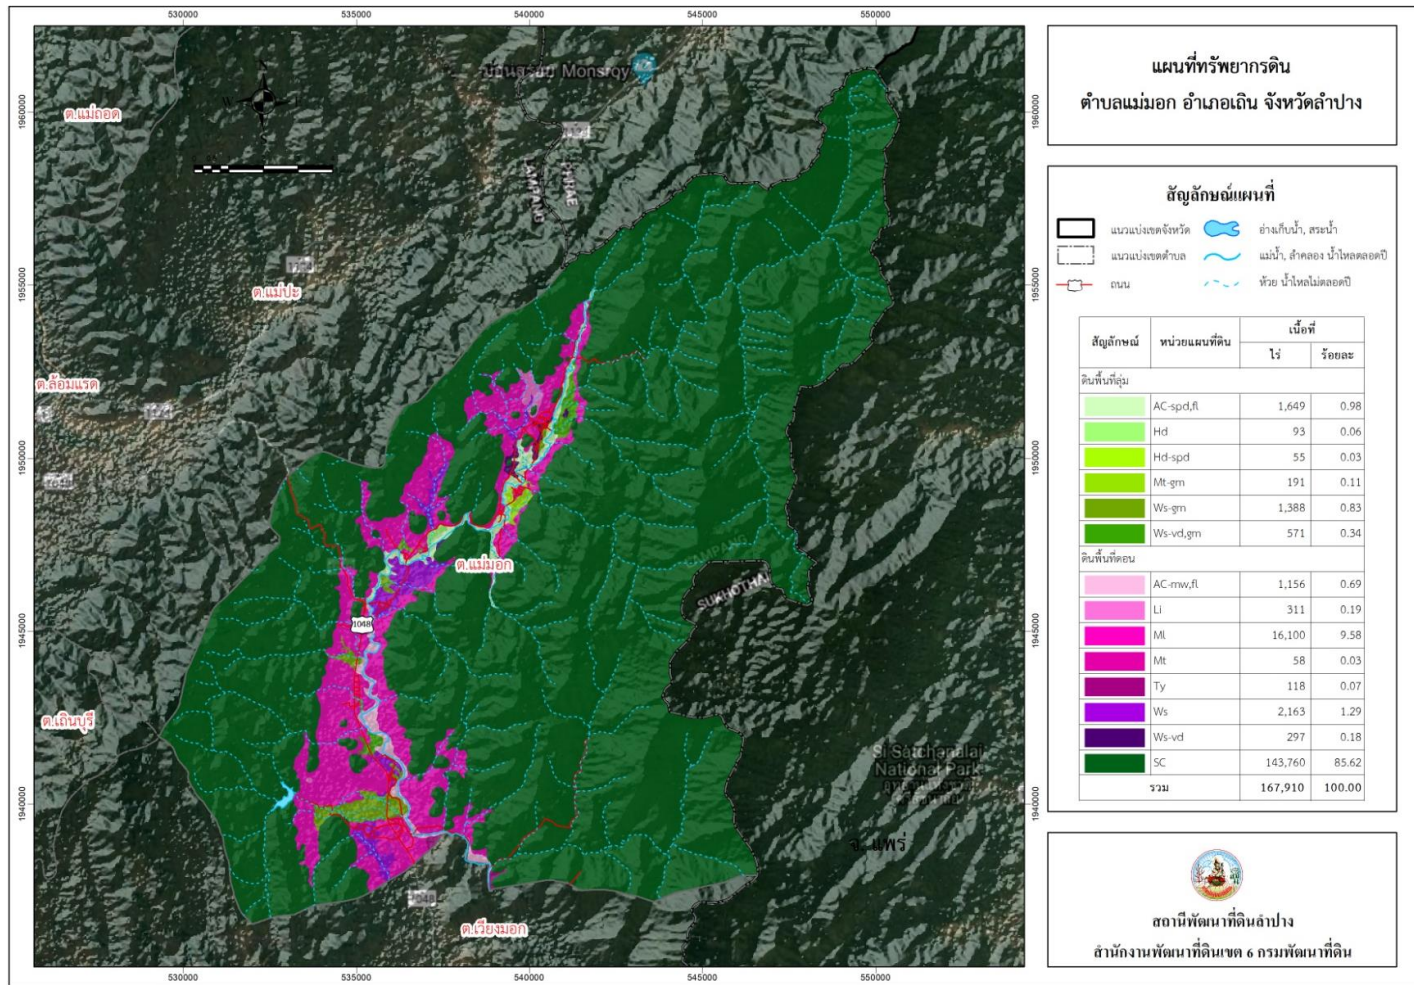 530000 535000 540000 545000 550000
1960000
1955000
1950000
1945000
1940000
Monsrqy
ต.แม่ถอด
LAMPANG
PHRAE
ต.แม่ปะ
ต.ล้อมแรด
ต.แม่มอก
LAMPANG
SUKHOTHAI
1048
ต.เถินบุรี
Si Satchanalai
National Park
จ. แพร่
ต.เวียงมอก
1960000
1955000
1950000
1945000
1940000
530000 535000 540000 545000 550000
แผนที่ทรัพยากรดิน
ตำบลแม่มอก อำเภอเถิน จังหวัดลำปาง
สัญลักษณ์แผนที่
แนวแบ่งเขตจังหวัด อ่างเก็บน้ำ, สระน้ำ
แนวแบ่งเขตตำบล แม่น้ำ, ลำคลอง น้ำไหลตลอดปี
ถนน ห้วย น้ำไหลไม่ตลอดปี
สัญลักษณ์ หน่วยแผนที่ดิน เนื้อที่
ไร่ ร้อยละ
ดินพื้นที่ลุ่ม
AC-spd,fl 1,649 0.98
Hd 93 0.06
Hd-spd 55 0.03
Mt-gm 191 0.11
Ws-gm 1,388 0.83
Ws-vd,gm 571 0.34
ดินพื้นที่ดอน
AC-mw,fl 1,156 0.69
Li 311 0.19
Ml 16,100 9.58
Mt 58 0.03
Ty 118 0.07
Ws 2,163 1.29
Ws-vd 297 0.18
SC 143,760 85.62
รวม 167,910 100.00
สถานีพัฒนาที่ดินลำปาง
สำนักงานพัฒนาที่ดินเขต 6 กรมพัฒนาที่ดิน